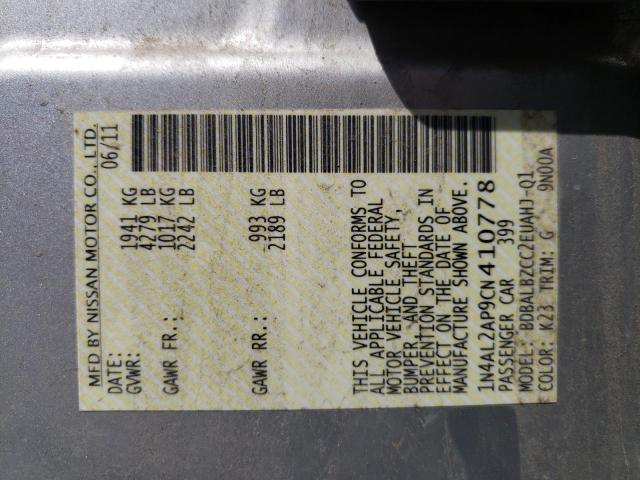 MFD BY NISSAN MOTOR CO., LTD.
DATE: 06/11
GVWR: 1941 KG
4279 LB
GAWR FR.: 1017 KG
2242 LB
GAWR RR.: 993 KG
2189 LB
THIS VEHICLE CONFORMS TO
ALL APPLICABLE FEDERAL
MOTOR VEHICLE SAFETY,
BUMPER, AND THEFT
PREVENTION STANDARDS IN
EFFECT ON THE DATE OF
MANUFACTURE SHOWN ABOVE.
1N4AL2AP9CN410778
PASSENGER CAR 399
MODEL: BDBALBZCC2EUAHJ-Q1
COLOR: K23 TRIM: G 9N00A